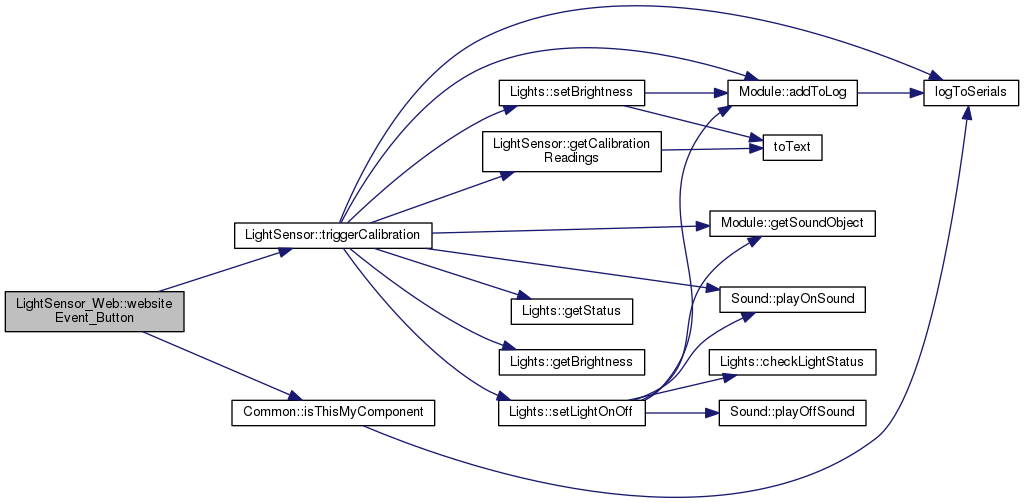 Lights::setBrightness
Module::addToLog
logToSerials
LightSensor::getCalibration
Readings
toText
LightSensor::triggerCalibration
Module::getSoundObject
LightSensor_Web::website
Event_Button
Lights::getStatus
Sound::playOnSound
Lights::getBrightness
Lights::checkLightStatus
Common::isThisMyComponent
Lights::setLightOnOff
Sound::playOffSound